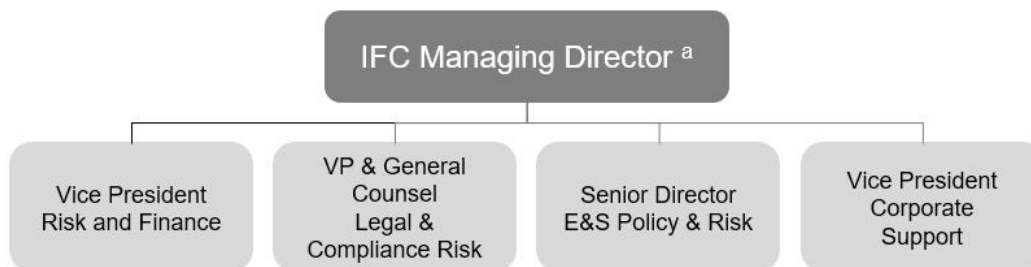 IFC Managing Director a
Vice President
Risk and Finance
VP & General
Counsel
Legal &
Compliance Risk
Senior Director
E&S Policy & Risk
Vice President
Corporate
Support